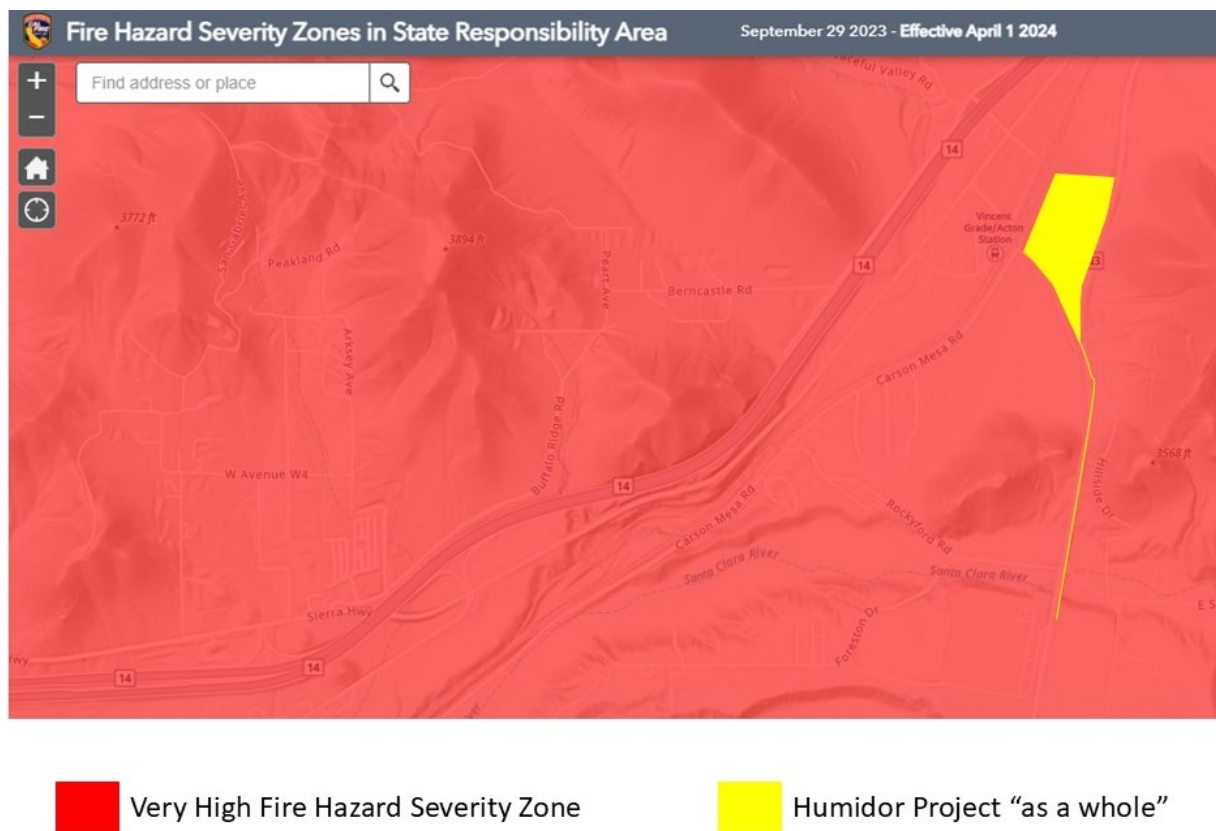 Fire Hazard Severity Zones in State Responsibility Area
September 29 2023 - Effective April 1 2024
+
Find address or place
−
Valley Rd
14
3772 ft
Vincent
Grade/Acton
Station
3894 ft
Peakland Rd
Peart Ave
14
Berncastle Rd
Arksey Ave
Carson Mesa Rd
Buffalo Ridge Rd
3568 ft
W Avenue W4
14
Hillside Dr
Carson Mesa Rd
Rockyford Rd
Santa Clara River
Santa Clara River
Sierra Hwy
E S
Foreston Dr
Hwy
14
14
Very High Fire Hazard Severity Zone
Humidor Project “as a whole”